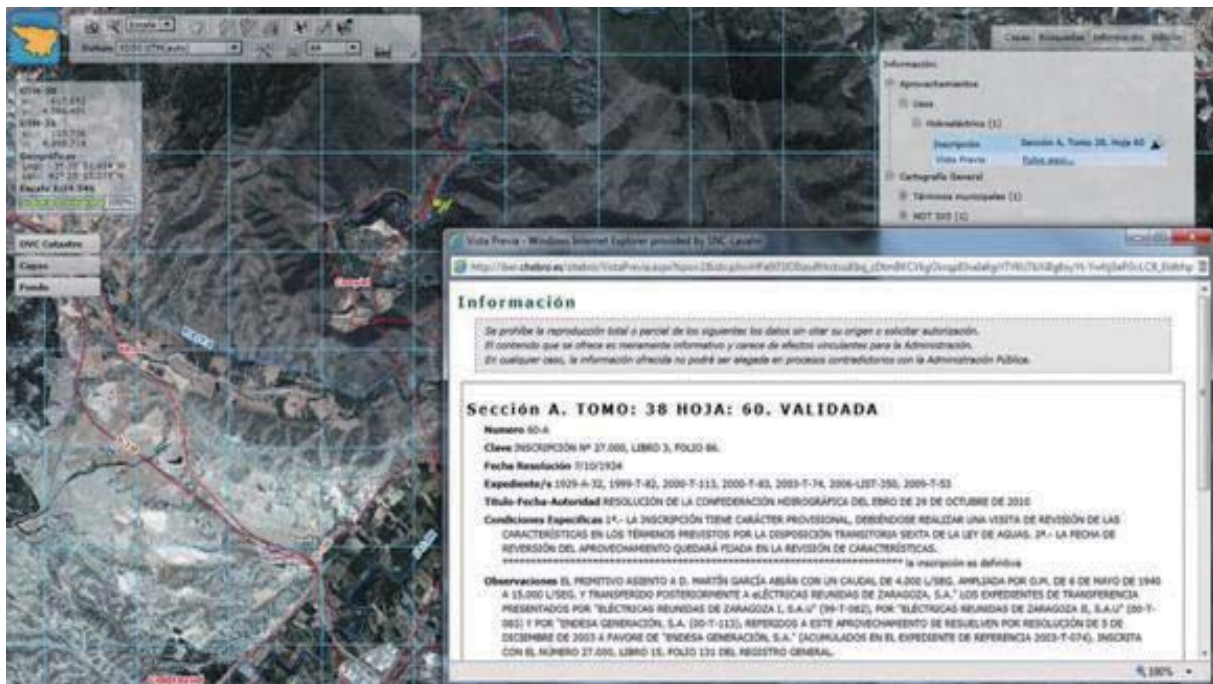 Escala
A4
Capas Búsquedas Información Edición
UTM-30
UTM-31
Geográficas
100%
OVC Catastro
Capas
Fondo
Información:
Aprovechamientos
Usos
Hidroeléctrico (1)
Inscripción Sección A, Tomo 38, Hoja 60
Vista Previa Pulse aquí...
Cartografía General
Términos municipales (1)
Vista Previa - Windows Internet Explorer provided by SNC-Lavalin
Información
Se prohíbe la reproducción total o parcial de los siguientes los datos sin citar su origen o solicitar autorización.
El contenido que se ofrece es meramente informativo y carece de efectos vinculantes para la Administración.
En cualquier caso, la información ofrecida no podrá ser alegada en procesos contradictorios con la Administración Pública.
Sección A. TOMO: 38 HOJA: 60. VALIDADA
Numero 60-A
Clave INSCRIPCIÓN Nº 27.000, LIBRO 3, FOLIO 86.
Fecha Resolución 7/10/1934
Expediente/s 1929-A-32, 1999-T-82, 2000-T-113, 2000-T-83, 2003-T-74, 2006-LIST-350, 2009-T-53
Título-Fecha-Autoridad RESOLUCIÓN DE LA CONFEDERACIÓN HIDROGRÁFICA DEL EBRO DE 29 DE OCTUBRE DE 2010
Condiciones Específicas 1ª.- LA INSCRIPCIÓN TIENE CARÁCTER PROVISIONAL, DEBIÉNDOSE REALIZAR UNA VISITA DE REVISIÓN DE LAS
CARACTERÍSTICAS EN LOS TÉRMINOS PREVISTOS POR LA DISPOSICIÓN TRANSITORIA SEXTA DE LA LEY DE AGUAS. 2ª.- LA FECHA DE
REVERSIÓN DEL APROVECHAMIENTO QUEDARÁ FIJADA EN LA REVISIÓN DE CARACTERÍSTICAS.
la inscripción es definitiva
Observaciones EL PRIMITIVO ASIENTO A D. MARTÍN GARCÍA ABIÁN CON UN CAUDAL DE 4.000 L/SEG. AMPLIADA POR O.M. DE 6 DE MAYO DE 1940
A 15.000 L/SEG. Y TRANSFERIDO POSTERIORMENTE A eLÉCTRICAS REUNIDAS DE ZARAGOZA, S.A." LOS EXPEDIENTES DE TRANSFERENCIA
PRESENTADOS POR "ELÉCTRICAS REUNIDAS DE ZARAGOZA I, S.A.U" (99-T-082), POR "ELÉCTRICAS REUNIDAS DE ZARAGOZA II, S.A.U" (00-T-
083) Y POR "ENDESA GENERACIÓN, S.A. (00-T-113), REFERIDOS A ESTE APROVECHAMIENTO SE RESUELVEN POR RESOLUCIÓN DE 5 DE
DICIEMBRE DE 2003 A FAVORE DE "ENDESA GENERACIÓN, S.A." (ACUMULADOS EN EL EXPEDIENTE DE REFERENCIA 2003-T-074). INSCRITA
CON EL NÚMERO 27.000, LIBRO 15, FOLIO 131 DEL REGISTRO GENERAL.
100%